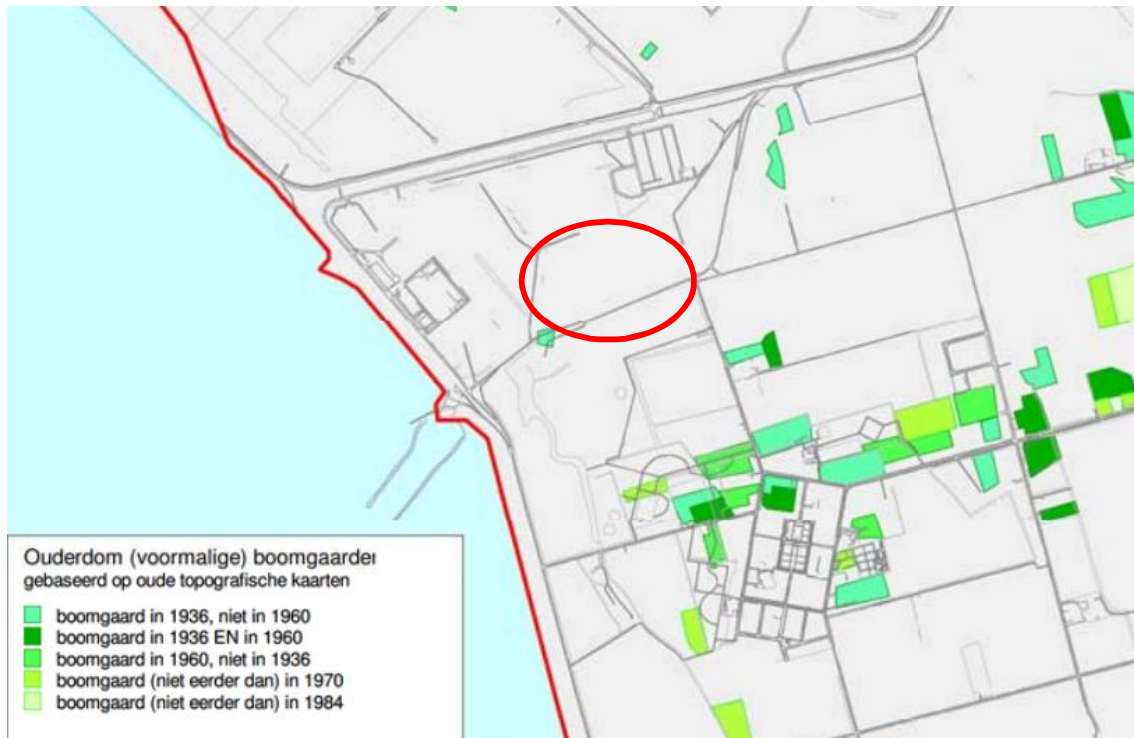 Ouderdom (voormalige) boomgaarder
gebaseerd op oude topografische kaarten
boomgaard in 1936, niet in 1960
boomgaard in 1936 EN in 1960
boomgaard in 1960, niet in 1936
boomgaard (niet eerder dan) in 1970
boomgaard (niet eerder dan) in 1984